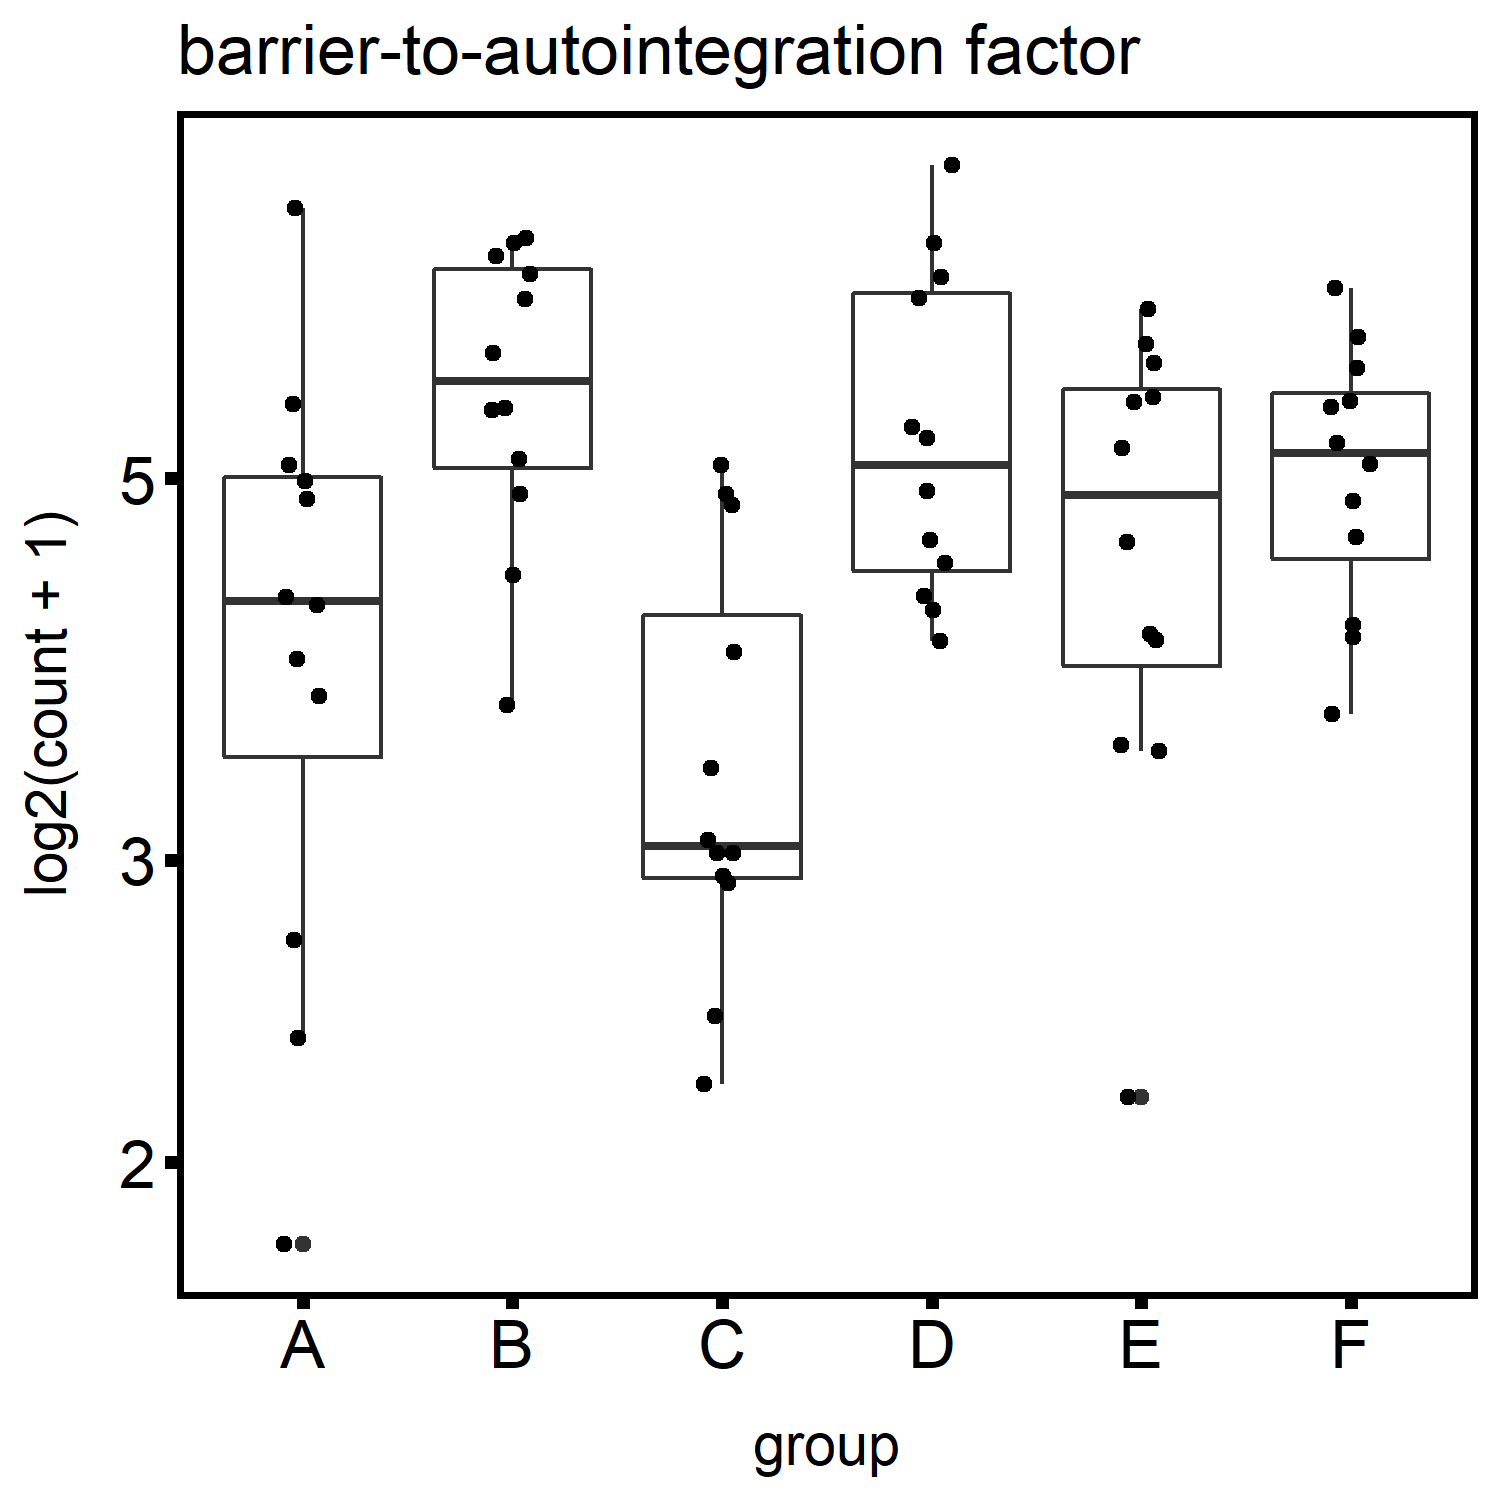 barrier-to-autointegration factor
log2(count + 1)
5
3
2
A B C D E F
group